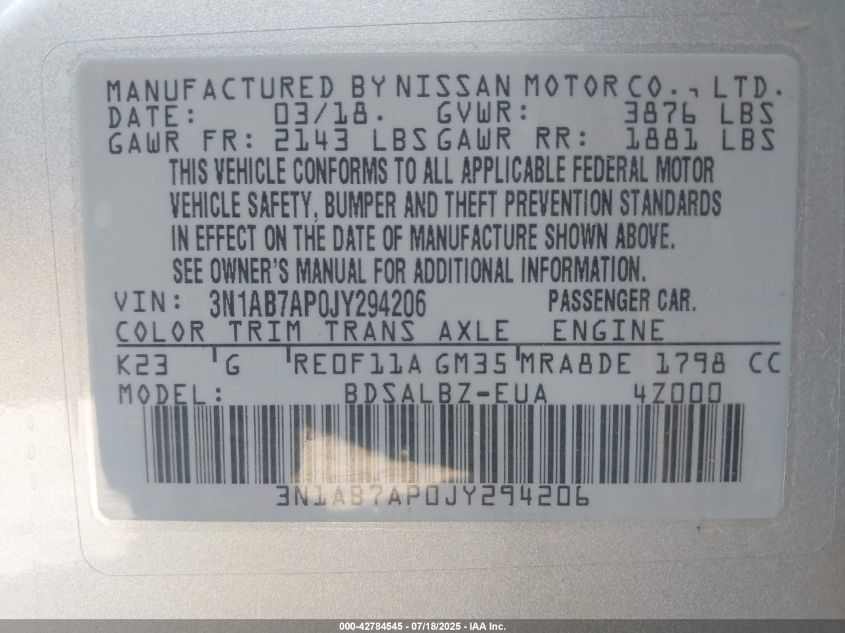 MANUFACTURED BY NISSAN MOTOR CO., LTD.
DATE: 03/18. GVWR: 3876 LBS
GAWR FR: 2143 LBS GAWR RR: 1881 LBS
THIS VEHICLE CONFORMS TO ALL APPLICABLE FEDERAL MOTOR
VEHICLE SAFETY, BUMPER AND THEFT PREVENTION STANDARDS
IN EFFECT ON THE DATE OF MANUFACTURE SHOWN ABOVE.
SEE OWNER'S MANUAL FOR ADDITIONAL INFORMATION.
VIN: 3N1AB7AP0JY294206 PASSENGER CAR.
COLOR TRIM TRANS AXLE ENGINE
K23 G RE0F11A GM35 MRA8DE 1798 CC
MODEL: BDSALBZ-EUA 4Z000
3N1AB7AP0JY294206
000-42784545 - 07/18/2025 - IAA Inc.